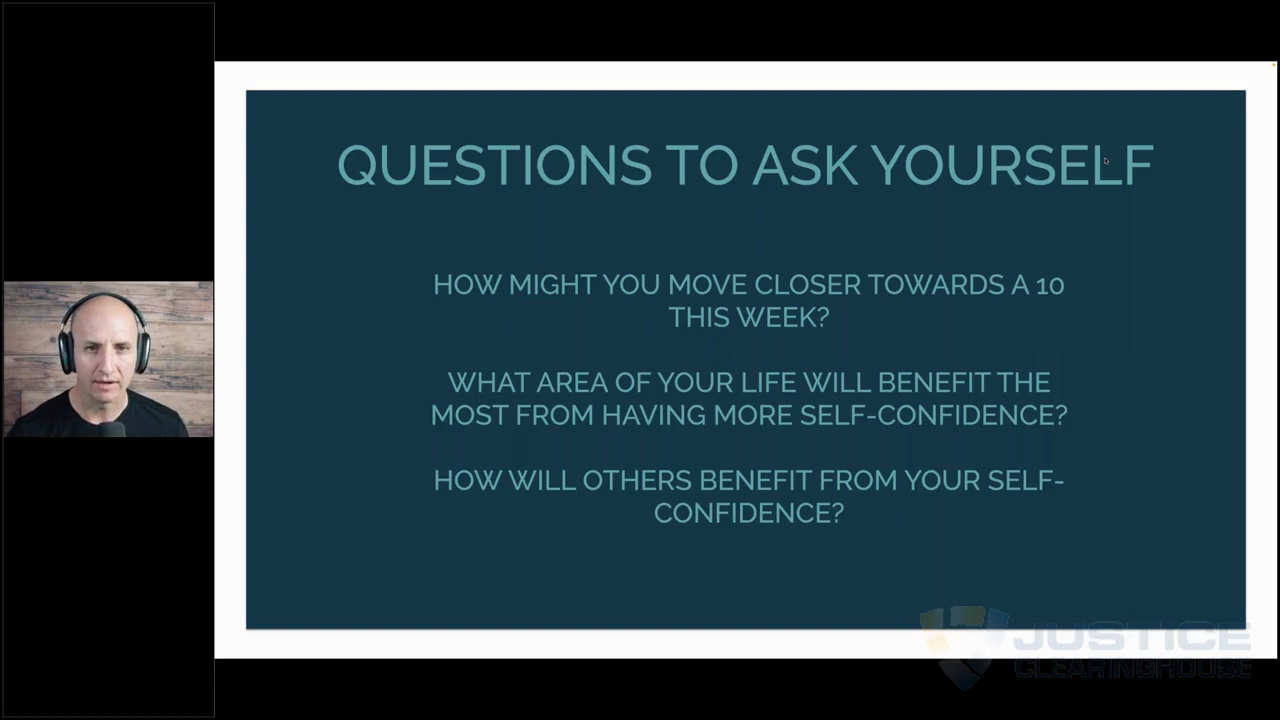 QUESTIONS TO ASK YOURSELF
HOW MIGHT YOU MOVE CLOSER TOWARDS A 10
THIS WEEK?
WHAT AREA OF YOUR LIFE WILL BENEFIT THE
MOST FROM HAVING MORE SELF-CONFIDENCE?
HOW WILL OTHERS BENEFIT FROM YOUR SELF-
CONFIDENCE?
JUSTICE
CLEARINGHOUSE